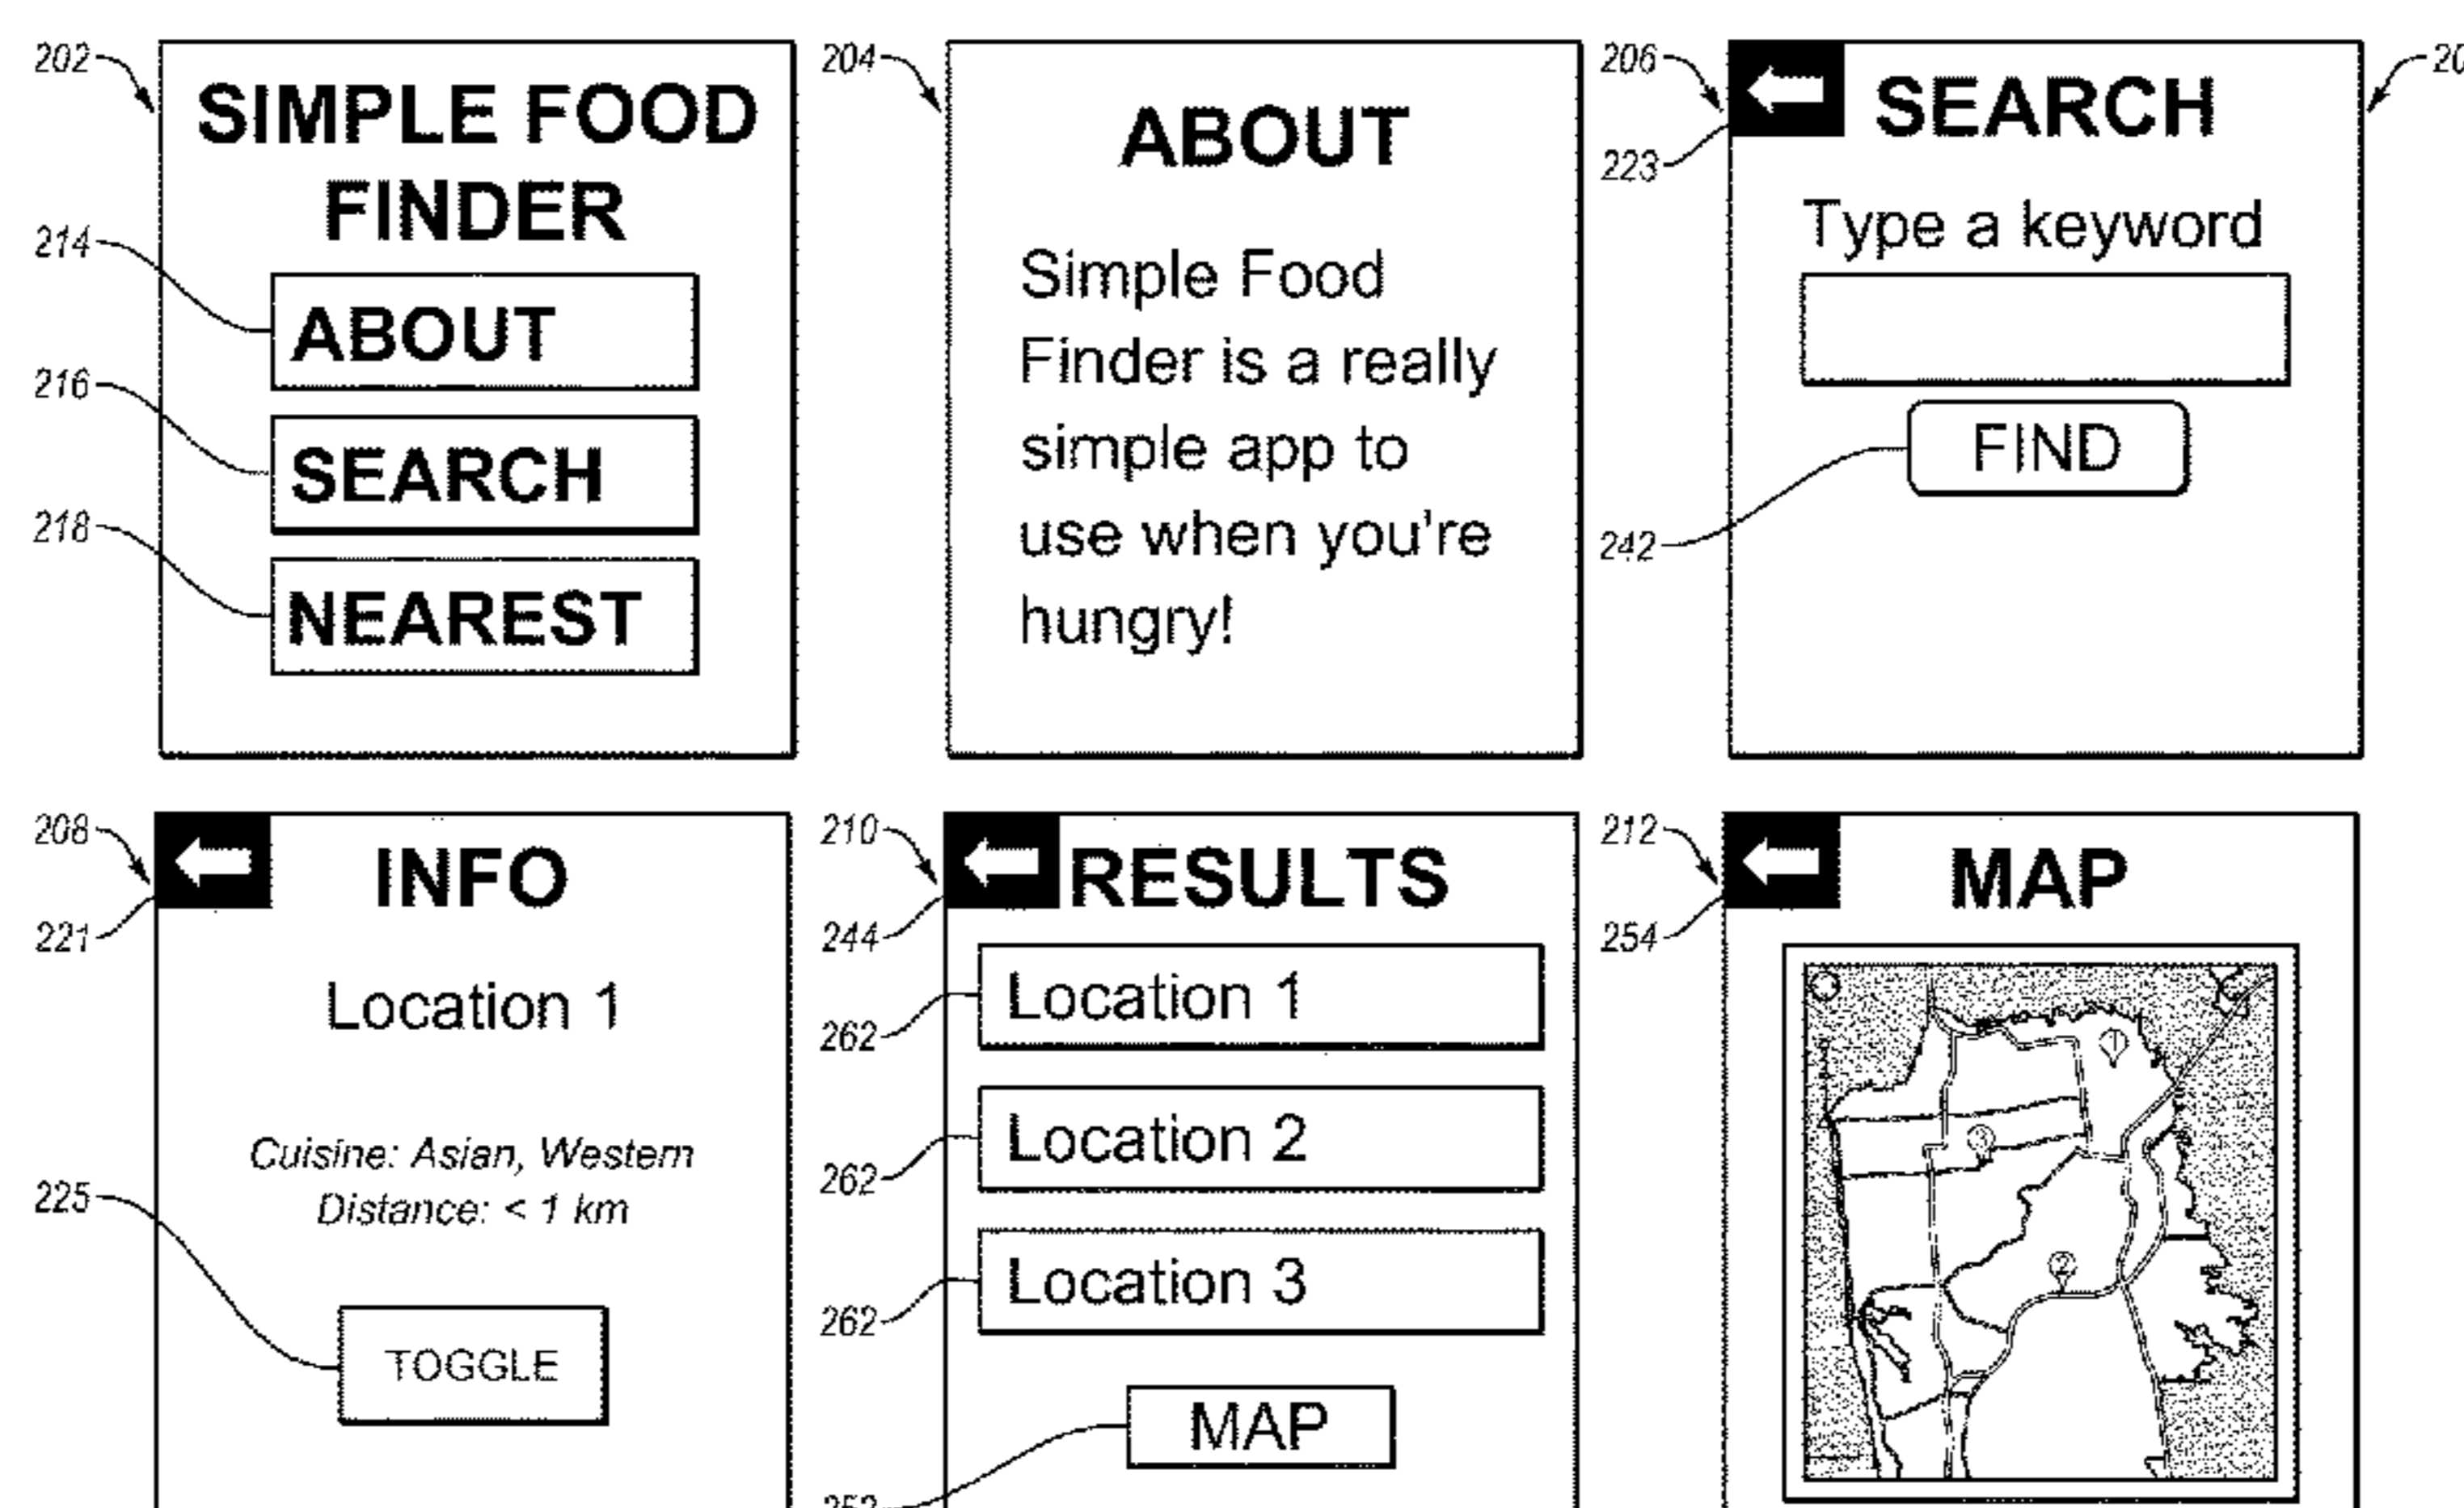 202
SIMPLE FOOD
FINDER
214
ABOUT
216
SEARCH
218
NEAREST
204
ABOUT
Simple Food
Finder is a really
simple app to
use when you're
hungry!
206
SEARCH
223
Type a keyword
FIND
242
208
INFO
221
Location 1
Cuisine: Asian, Western
Distance: < 1 km
225
TOGGLE
210
RESULTS
244
Location 1
262
Location 2
262
Location 3
262
MAP
212
MAP
254
1
3
2